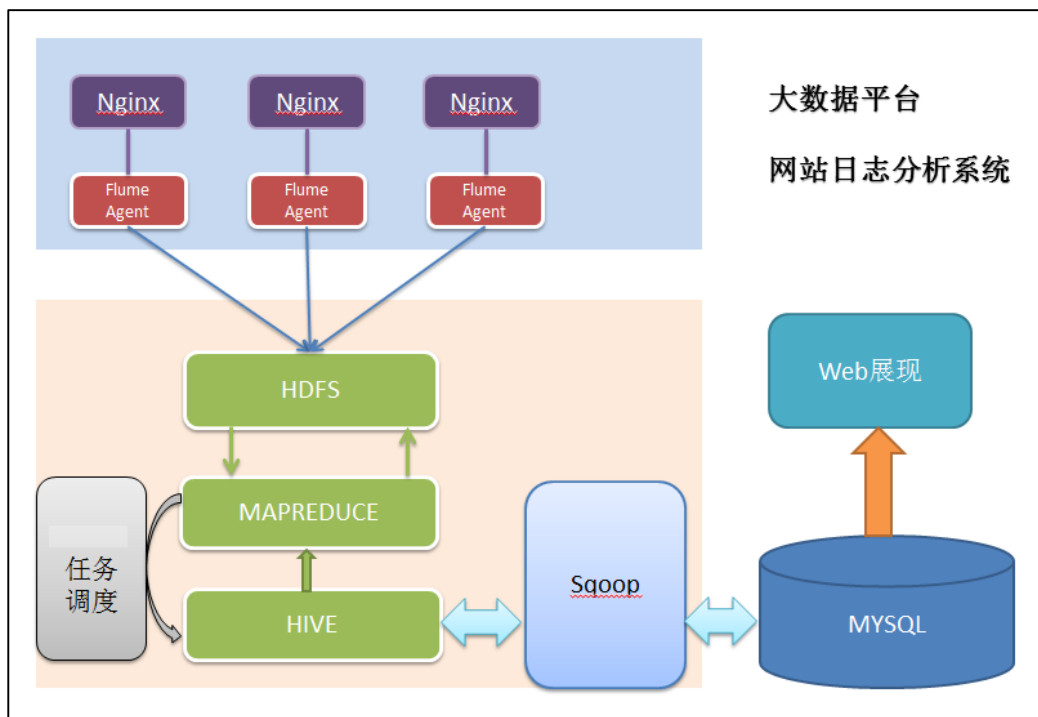 Nginx
Nginx
Nginx
大数据平台
网站日志分析系统
Flume
Agent
Flume
Agent
Flume
Agent
HDFS
Web展现
MAPREDUCE
任务
调度
Sqoop
HIVE
MYSQL